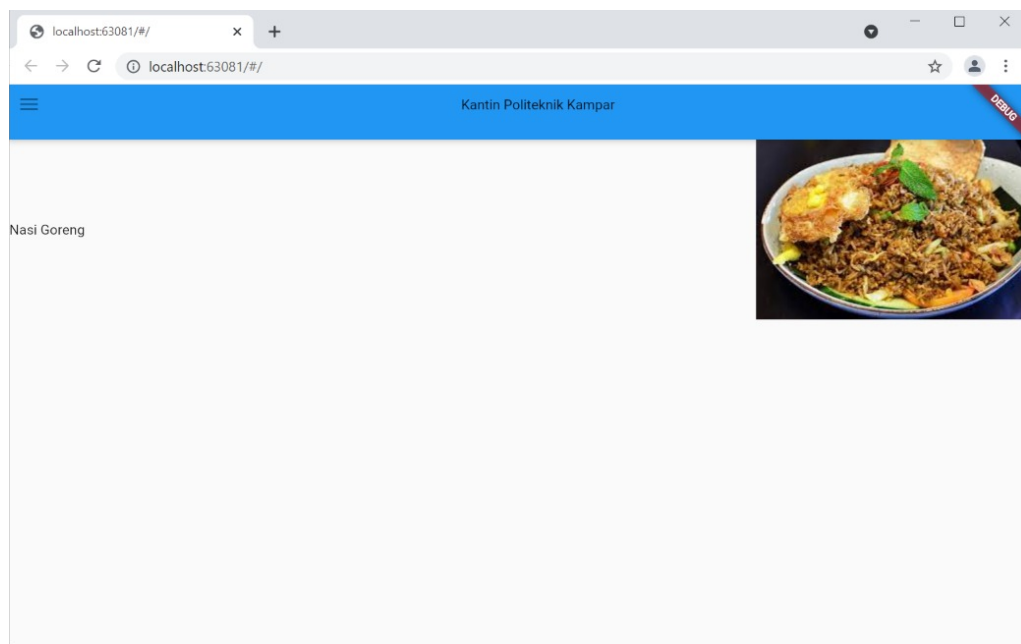 localhost:63081/#/
localhost:63081/#/
Kantin Politeknik Kampar
DEBUG
Nasi Goreng